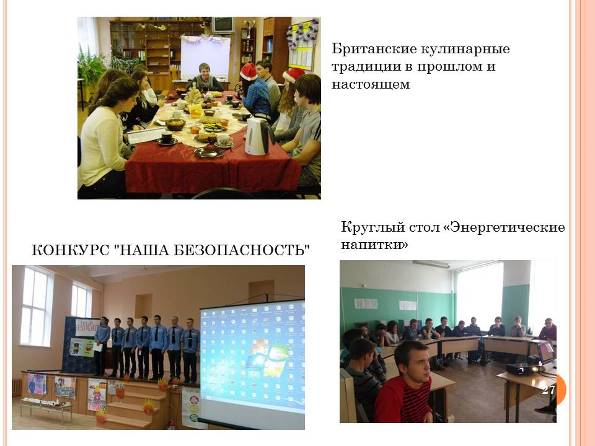 Британские кулинарные
традиции в прошлом и
настоящем
Круглый стол «Энергетические
напитки»
КОНКУРС "НАША БЕЗОПАСНОСТЬ"
27